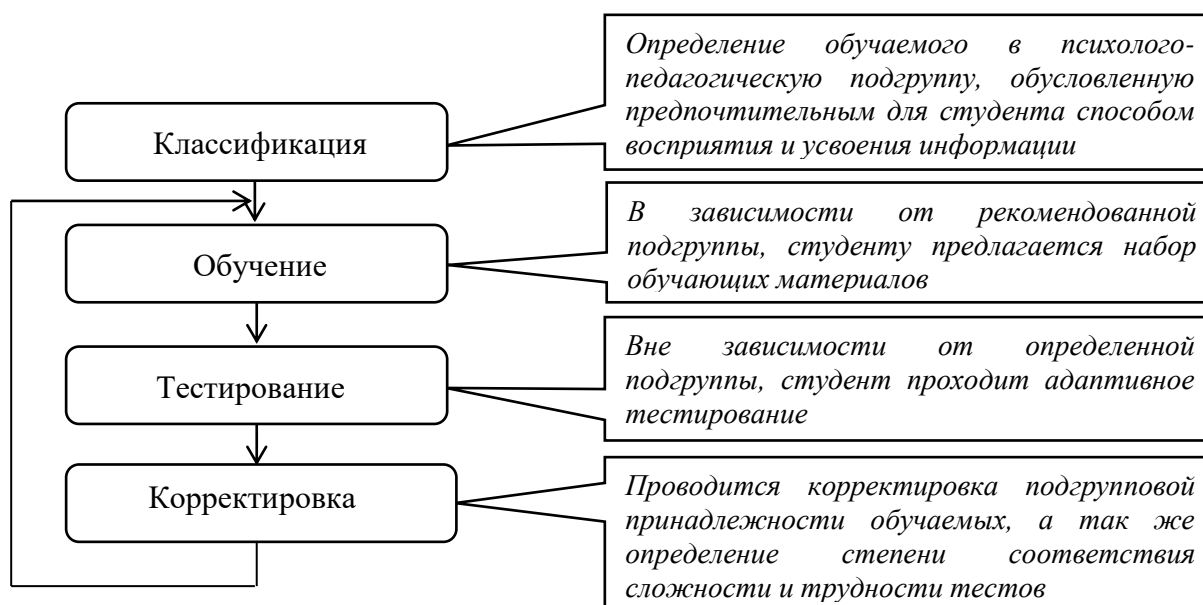 Классификация
Определение обучаемого в психолого-
педагогическую подгруппу, обусловленную
предпочтительным для студента способом
восприятия и усвоения информации
Обучение
В зависимости от рекомендованной
подгруппы, студенту предлагается набор
обучающих материалов
Тестирование
Вне зависимости от определенной
подгруппы, студент проходит адаптивное
тестирование
Корректировка
Проводится корректировка подгрупповой
принадлежности обучаемых, а так же
определение степени соответствия
сложности и трудности тестов